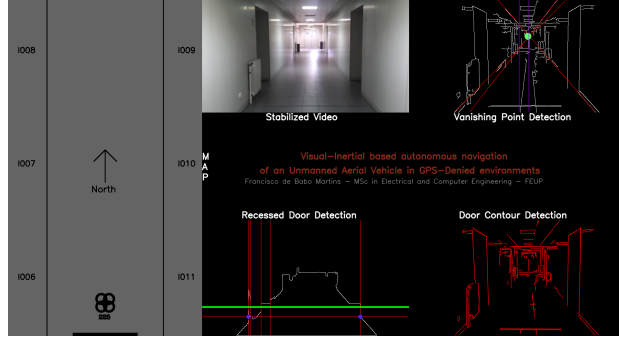 I008
I009
Stabilized Video
Vanishing Point Detection
I007
I010
North
M
A
P
Visual-Inertial based autonomous navigation
of an Unmanned Aerial Vehicle in GPS-Denied environments
Francisco de Babo Martins - MSc in Electrical and Computer Engineering - FEUP
Recessed Door Detection
Door Contour Detection
I006
I011
225